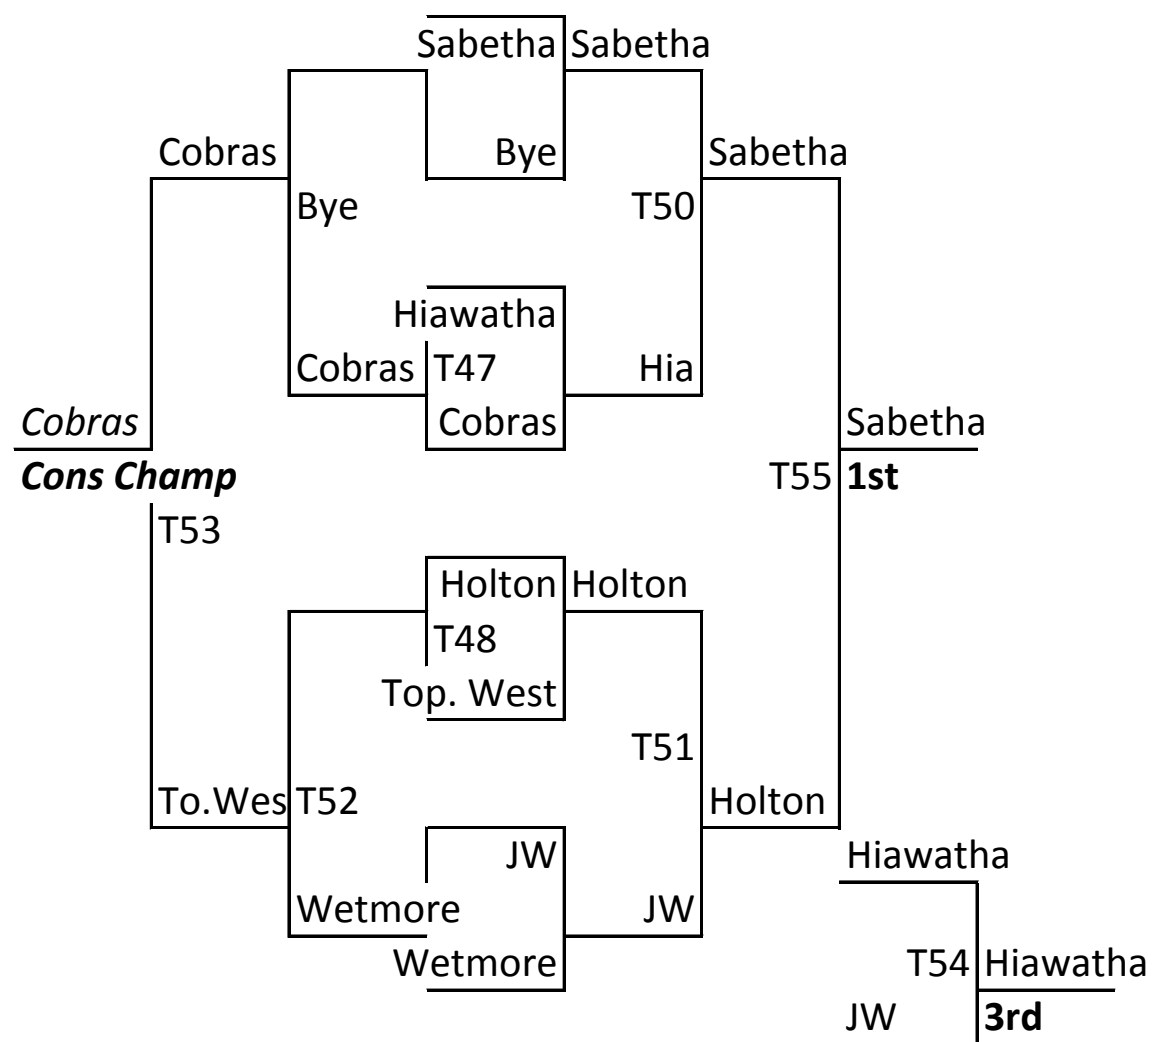 Sabetha Sabetha
Cobras Bye Sabetha
Bye T50
Hiawatha
Cobras T47 Hia
Cobras Cobras Sabetha
Cons Champ T55 1st
T53
Holton Holton
T48
Top. West
T51
To.Wes T52 Holton
JW Hiawatha
Wetmore JW
Wetmore T54 Hiawatha
JW 3rd